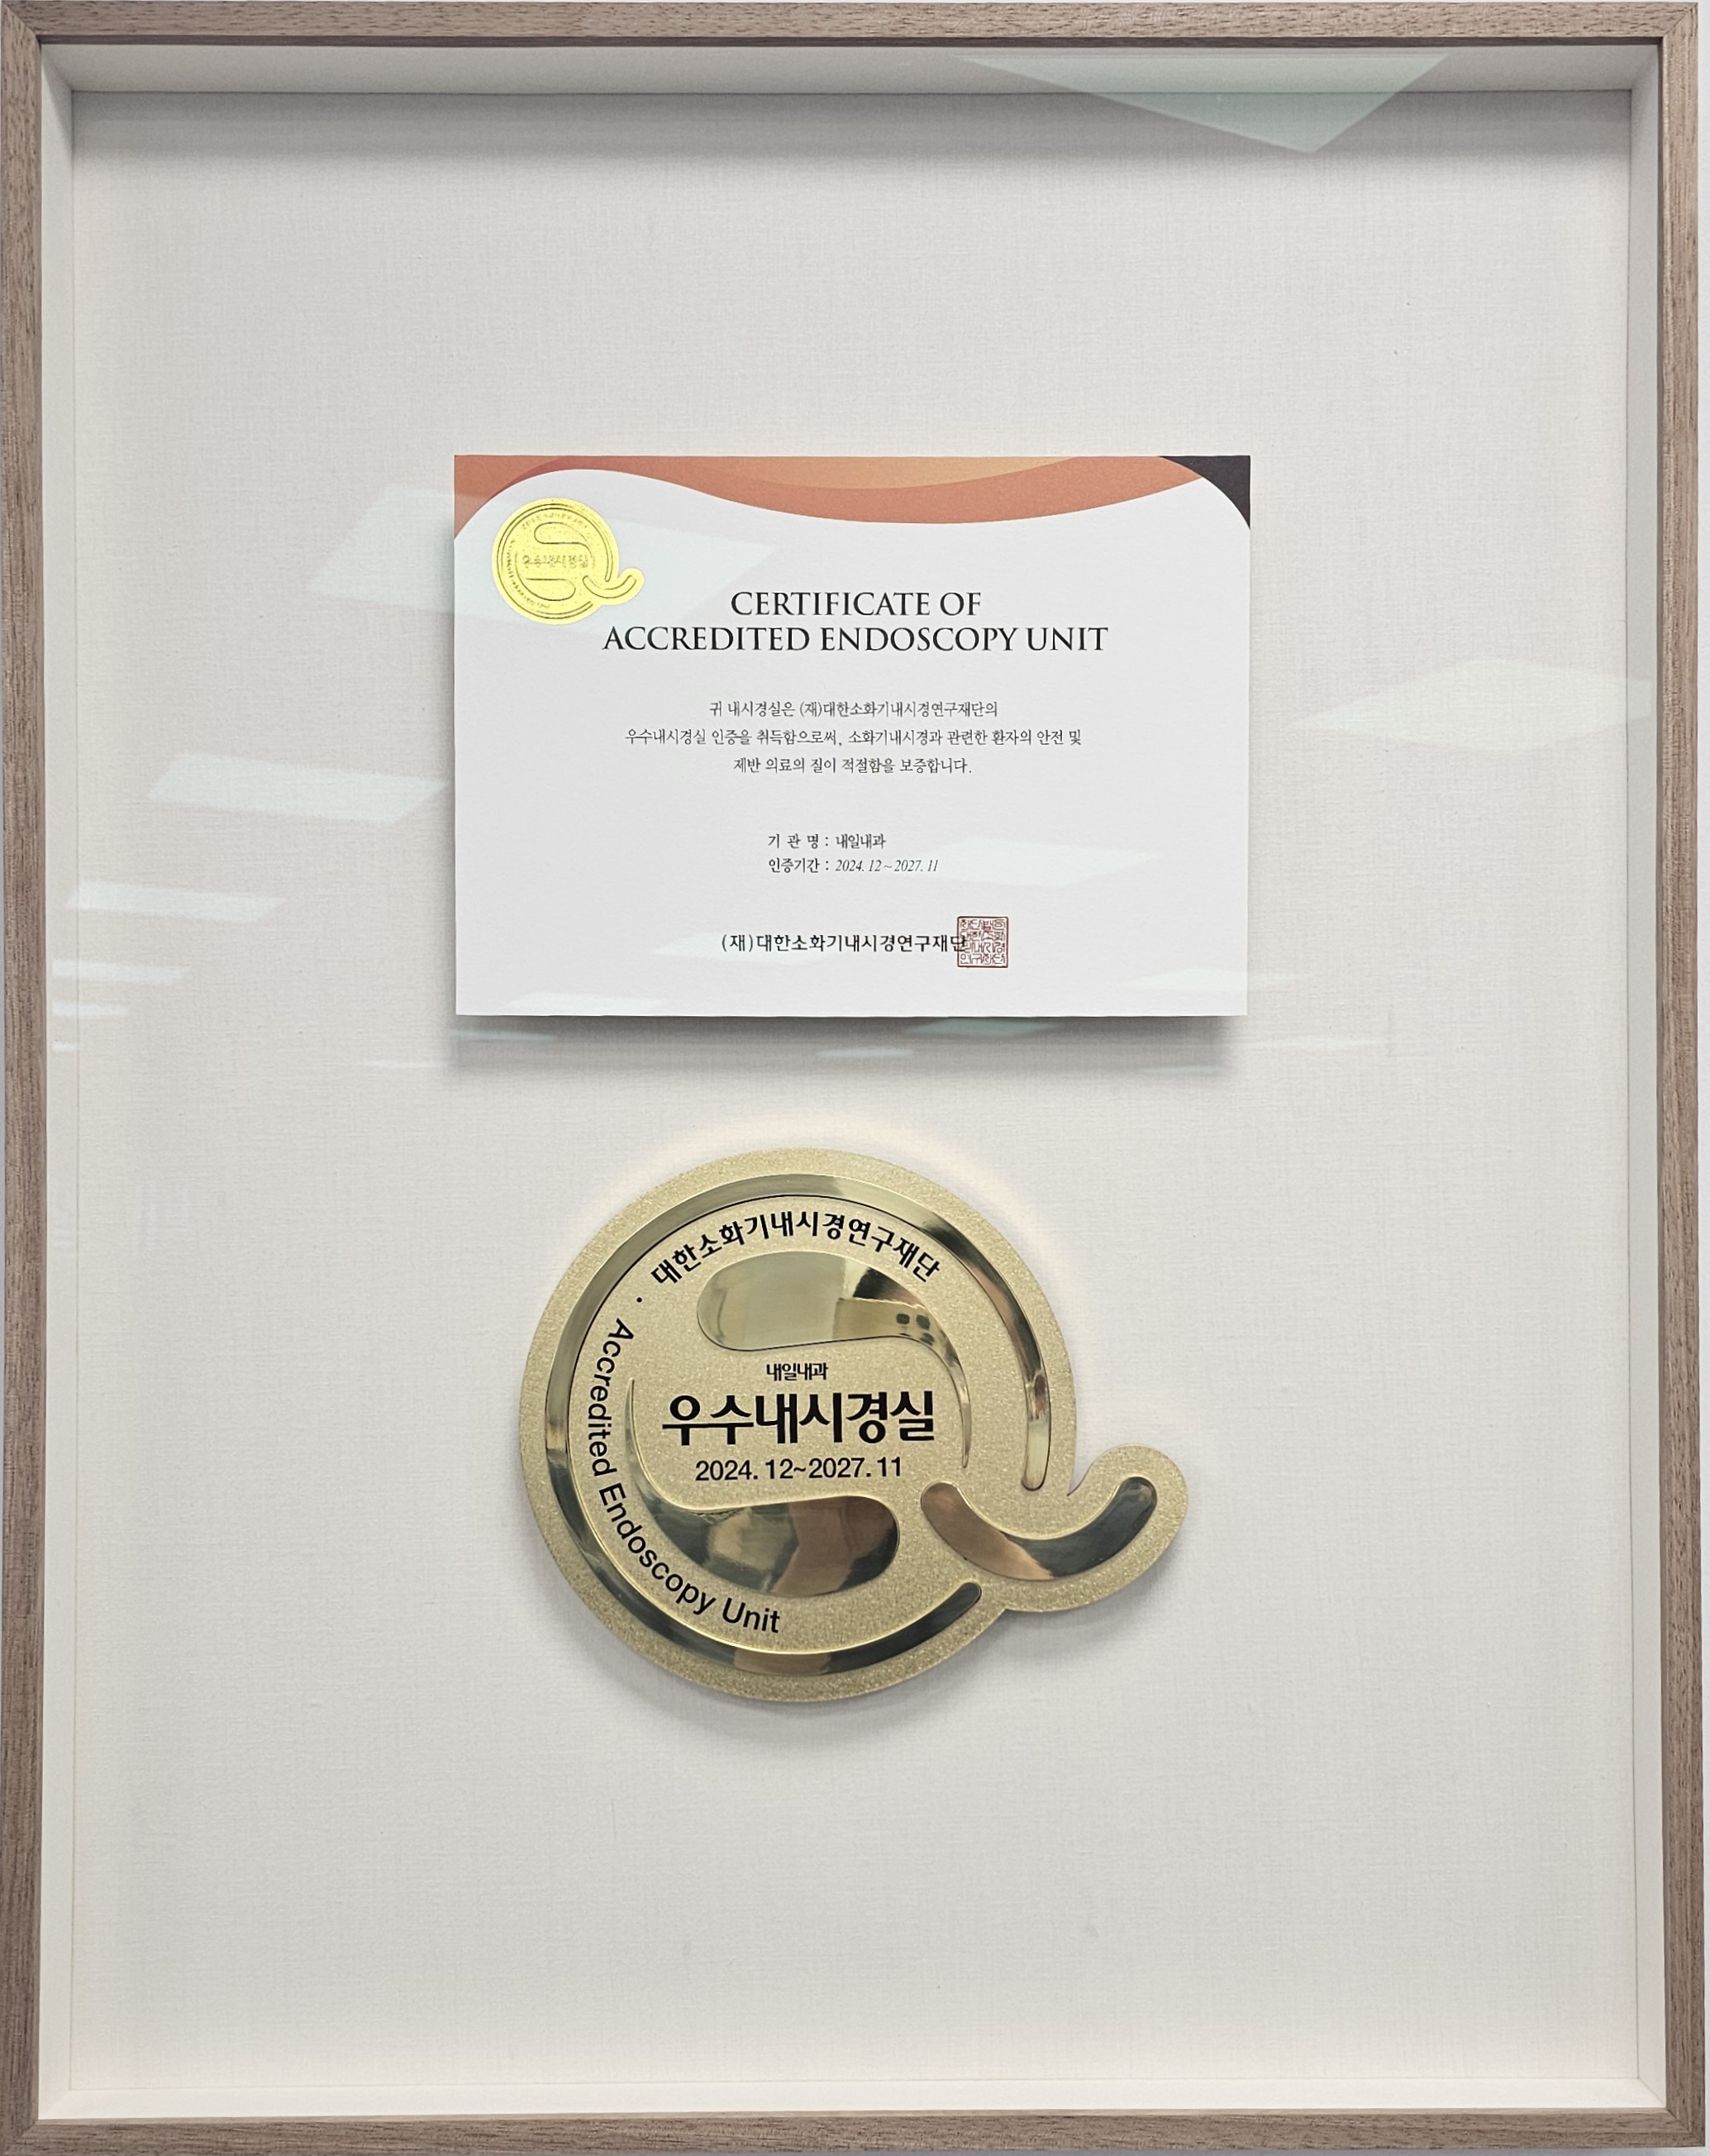 우수내시경실
CERTIFICATE OF
ACCREDITED ENDOSCOPY UNIT
귀 내시경실은 (재)대한소화기내시경연구재단의
우수내시경실 인증을 취득함으로써, 소화기내시경과 관련한 환자의 안전 및
제반 의료의 질이 적절함을 보증합니다.
기 관 명 : 내일내과
인증기간 : 2024. 12~2027. 11
(재)대한소화기내시경연구재단
· 대한소화기내시경연구재단
Accredited Endoscopy Unit
내일내과
우수내시경실
2024. 12~2027. 11